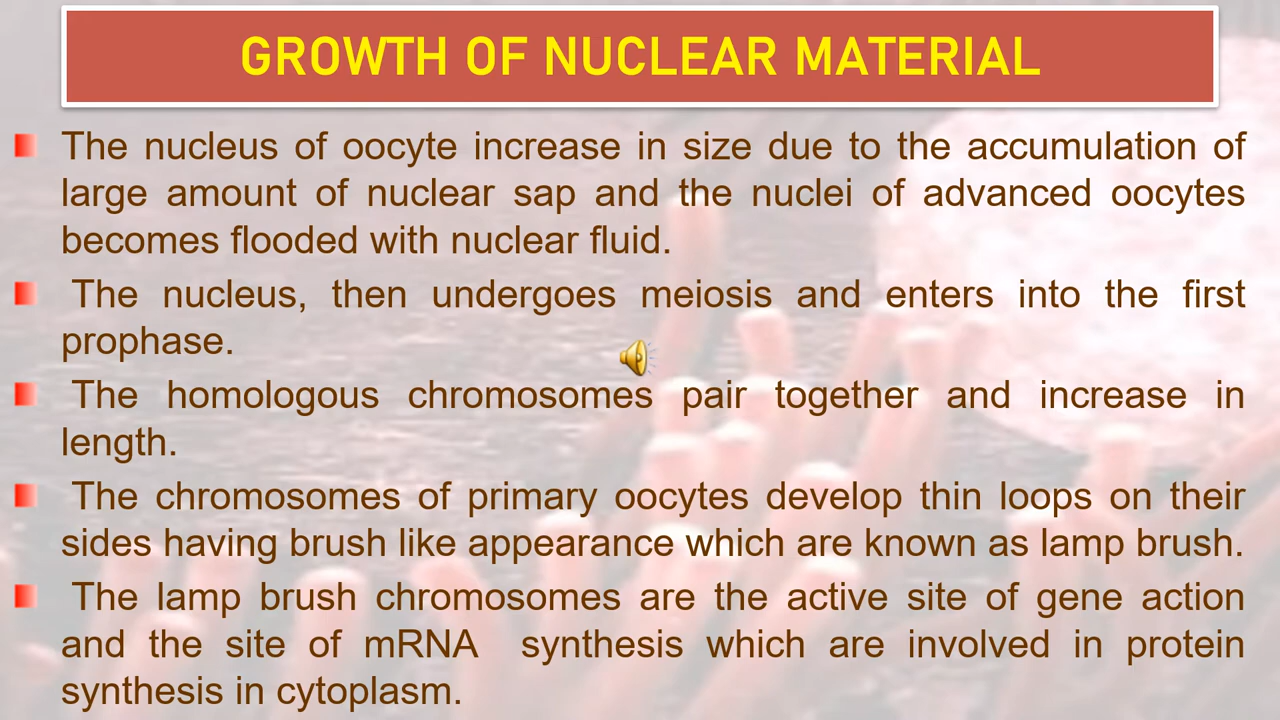 GROWTH OF NUCLEAR MATERIAL
The nucleus of oocyte increase in size due to the accumulation of
large amount of nuclear sap and the nuclei of advanced oocytes
becomes flooded with nuclear fluid.
The nucleus, then undergoes meiosis and enters into the first
prophase.
The homologous chromosomes pair together and increase in
length.
The chromosomes of primary oocytes develop thin loops on their
sides having brush like appearance which are known as lamp brush.
The lamp brush chromosomes are the active site of gene action
and the site of mRNA synthesis which are involved in protein
synthesis in cytoplasm.